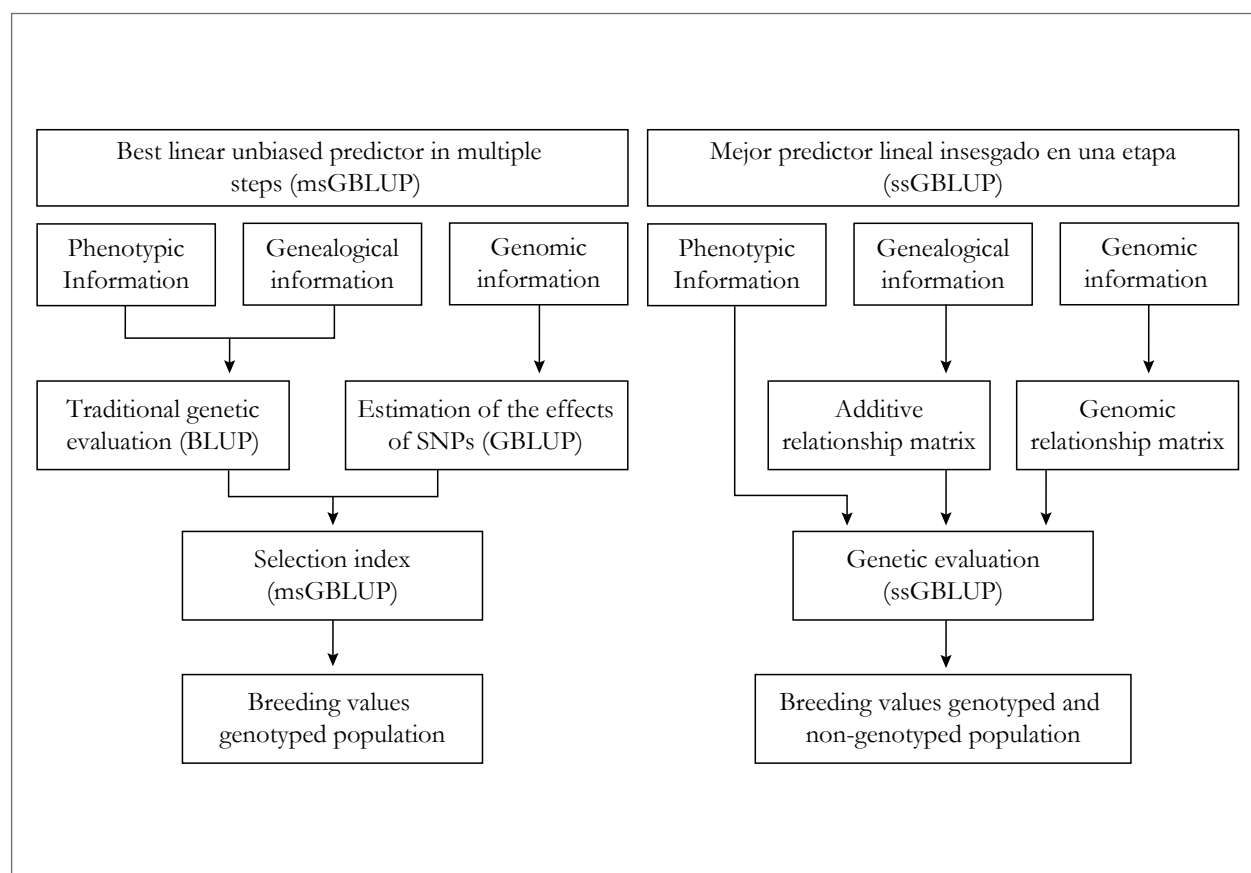 Best linear unbiased predictor in multiple
steps (msGBLUP)
Phenotypic
Information
Genealogical
information
Genomic
information
Traditional genetic
evaluation (BLUP)
Estimation of the effects
of SNPs (GBLUP)
Selection index
(msGBLUP)
Breeding values
genotyped population
Mejor predictor lineal insesgado en una etapa
(ssGBLUP)
Phenotypic
Information
Genealogical
information
Genomic
information
Additive
relationship matrix
Genomic
relationship matrix
Genetic evaluation
(ssGBLUP)
Breeding values genotyped and
non-genotyped population